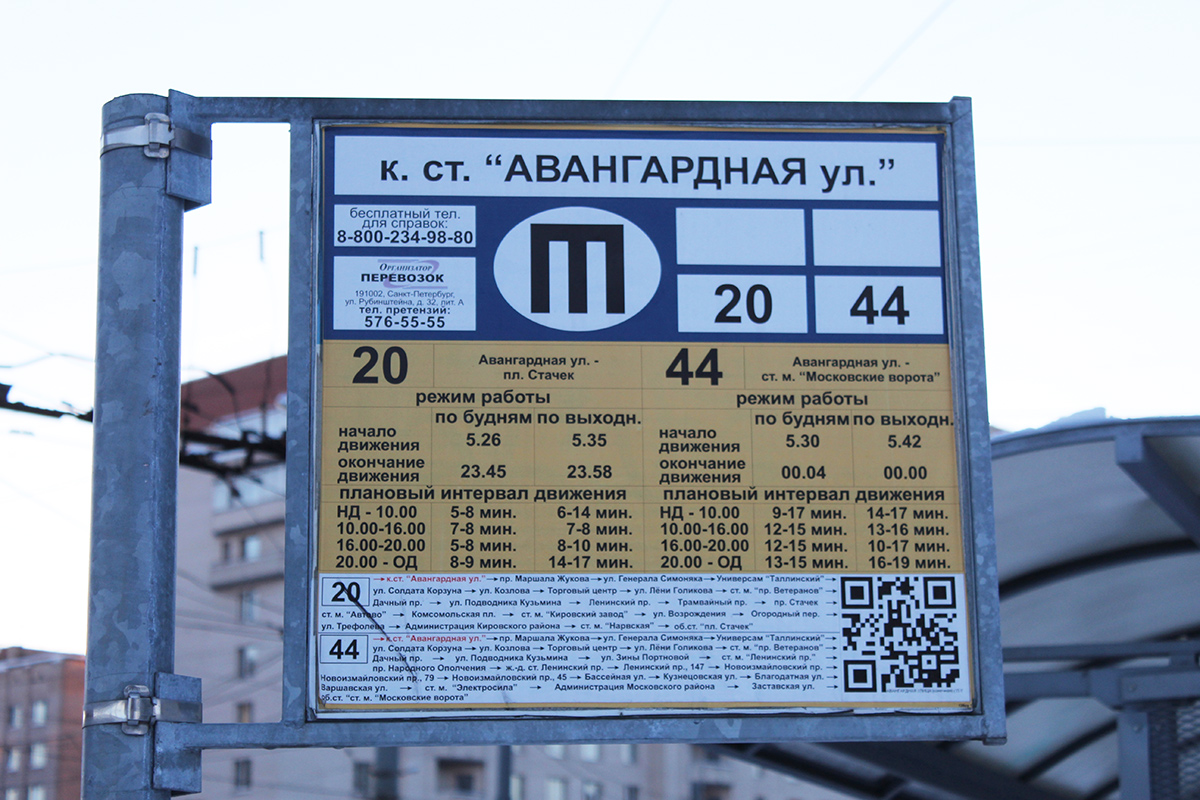 к. ст. “АВАНГАРДНАЯ ул.”
бесплатный тел.
для справок:
8-800-234-98-80
Организатор
ПЕРЕВОЗОК
191002, Санкт-Петербург,
ул. Рубинштейна, д. 32, лит. А
тел. претензий:
576-55-55
Т
20 44
20 Авангардная ул. -
пл. Стачек
44 Авангардная ул. -
ст. м. “Московские ворота”
режим работы
по будням по выходн.
начало
движения 5.26 5.35
окончание
движения 23.45 23.58
плановый интервал движения
НД - 10.00 5-8 мин. 6-14 мин.
10.00-16.00 7-8 мин. 7-8 мин.
16.00-20.00 5-8 мин. 8-10 мин.
20.00 - ОД 8-9 мин. 14-17 мин.
режим работы
по будням по выходн.
начало
движения 5.30 5.42
окончание
движения 00.04 00.00
плановый интервал движения
НД - 10.00 9-17 мин. 14-17 мин.
10.00-16.00 12-15 мин. 13-16 мин.
16.00-20.00 12-15 мин. 10-17 мин.
20.00 - ОД 13-15 мин. 16-19 мин.
20 →к.ст. “Авангардная ул.”→пр. Маршала Жукова→ул. Генерала Симоняка→Универсам “Таллинский”→
ул. Солдата Корзуна → ул. Козлова → Торговый центр → ул. Лёни Голикова → ст. м. “пр. Ветеранов” →
Дачный пр. → ул. Подводника Кузьмина → Ленинский пр. → Трамвайный пр. → пр. Стачек →
ст. м. “Автово” → Комсомольская пл. → ст. м. “Кировский завод” → ул. Возрождения → Огородный пер. →
ул. Трефолева → Администрация Кировского района → ст. м. “Нарвская” → об.ст. “пл. Стачек”
44 →к.ст. “Авангардная ул.”→пр. Маршала Жукова→ул. Генерала Симоняка→Универсам “Таллинский”→
ул. Солдата Корзуна → ул. Козлова → Торговый центр → ул. Лёни Голикова → ст. м. “пр. Ветеранов” →
Дачный пр. → ул. Подводника Кузьмина → ул. Зины Портновой → ст. м. “Ленинский пр.” →
пр. Народного Ополчения → ж.-д. ст. Ленинский пр. → Ленинский пр., 147 → Новоизмайловский пр. →
Новоизмайловский пр., 79 → Новоизмайловский пр., 45 → Бассейная ул. → Кузнецовская ул. → Благодатная ул. →
Варшавская ул. → ст. м. “Электросила” → Администрация Московского района → Заставская ул. →
об.ст. “ст. м. “Московские ворота”